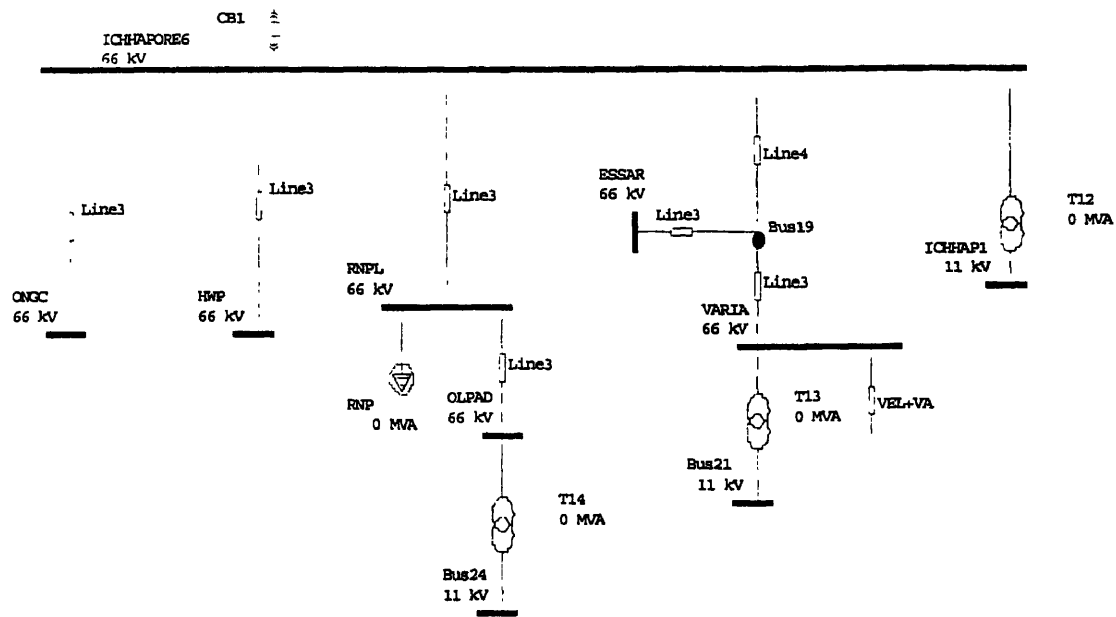 CB1
ICHHAPORE6
66 kV
Line4
ESSAR
66 kV
Line3
Line3
Line3
Line3
T12
0 MVA
Bus19
ICHHAP1
11 kV
RNPL
66 kV
Line3
ONGC
66 kV
HWP
66 kV
VARIA
66 kV
Line3
RNP
0 MVA
OLPAD
66 kV
T13
0 MVA
VEL+VA
Bus21
11 kV
T14
0 MVA
Bus24
11 kV